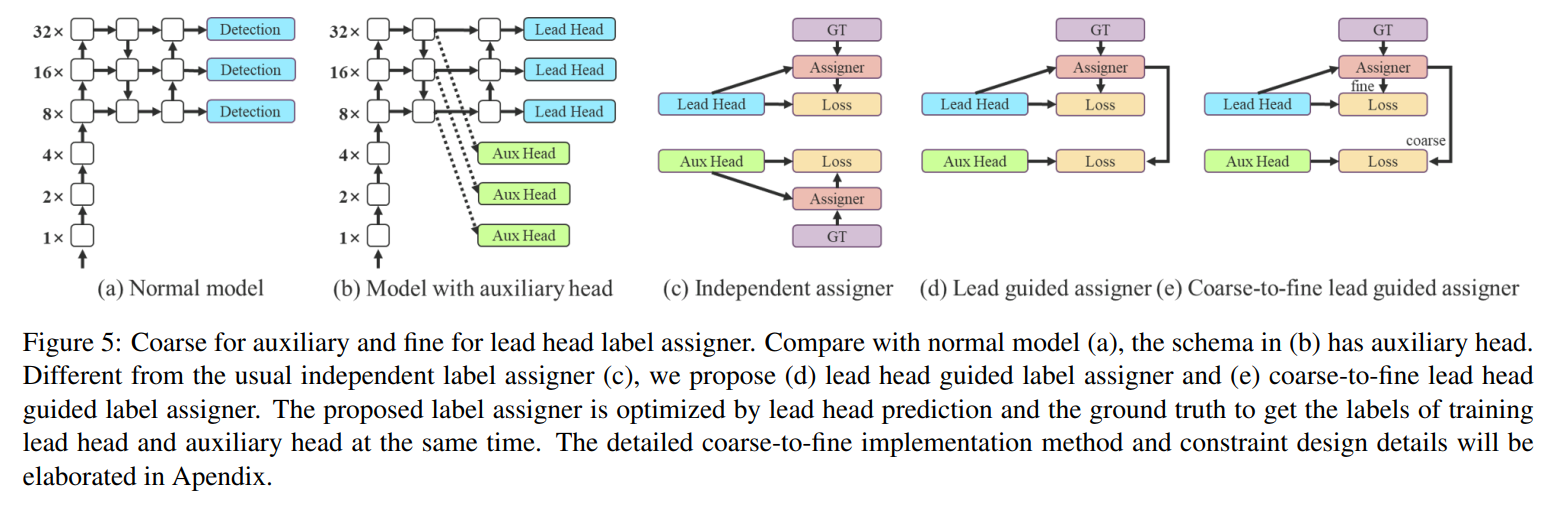 32×
Detection
16×
Detection
8×
Detection
4×
2×
1×
(a) Normal model
32×
Lead Head
16×
Lead Head
8×
Lead Head
4×
Aux Head
2×
Aux Head
1×
Aux Head
(b) Model with auxiliary head
GT
Assigner
Lead Head
Loss
Aux Head
Loss
Assigner
GT
(c) Independent assigner
GT
Assigner
Lead Head
Loss
Aux Head
Loss
(d) Lead guided assigner
GT
Assigner
fine
Lead Head
Loss
coarse
Aux Head
Loss
(e) Coarse-to-fine lead guided assigner
Figure 5: Coarse for auxiliary and fine for lead head label assigner. Compare with normal model (a), the schema in (b) has auxiliary head.
Different from the usual independent label assigner (c), we propose (d) lead head guided label assigner and (e) coarse-to-fine lead head
guided label assigner. The proposed label assigner is optimized by lead head prediction and the ground truth to get the labels of training
lead head and auxiliary head at the same time. The detailed coarse-to-fine implementation method and constraint design details will be
elaborated in Apendix.